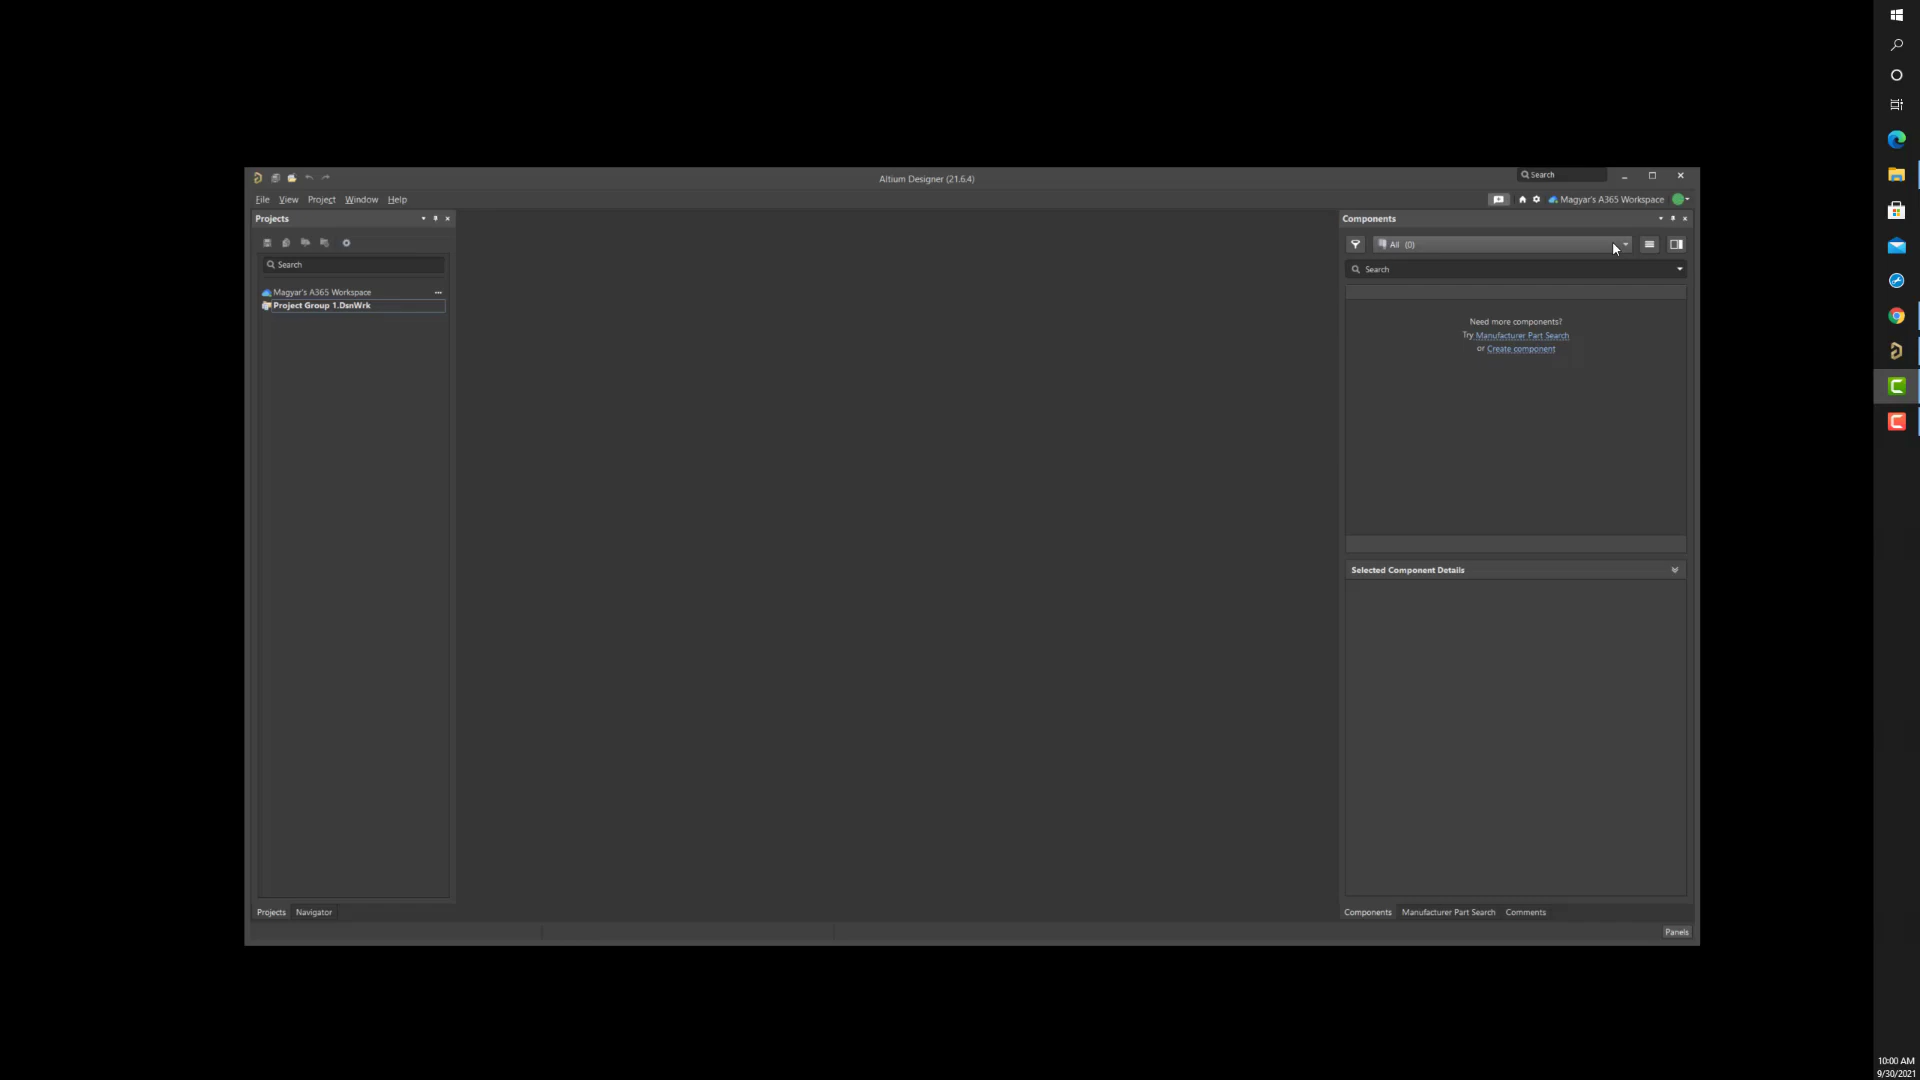 Altium Designer (21.6.4)
Search
File View Project Window Help
Magyar's A365 Workspace
Projects
Search
Magyar's A365 Workspace
Project Group 1.DsnWrk
Projects Navigator
Components
All (0)
Search
Need more components?
Try Manufacturer Part Search
or Create component
Selected Component Details
Components Manufacturer Part Search Comments
Panels
10:00 AM
9/30/2021